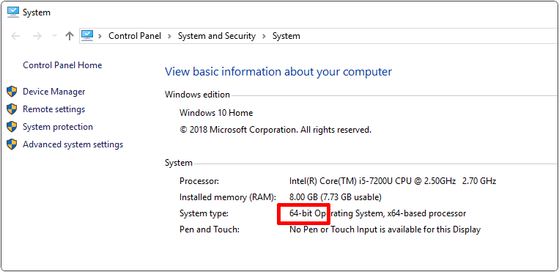 System
Control Panel > System and Security > System
Control Panel Home
Device Manager
Remote settings
System protection
Advanced system settings
View basic information about your computer
Windows edition
Windows 10 Home
© 2018 Microsoft Corporation. All rights reserved.
System
Processor: Intel(R) Core(TM) i5-7200U CPU @ 2.50GHz 2.70 GHz
Installed memory (RAM): 8.00 GB (7.73 GB usable)
System type: 64-bit Operating System, x64-based processor
Pen and Touch: No Pen or Touch Input is available for this Display